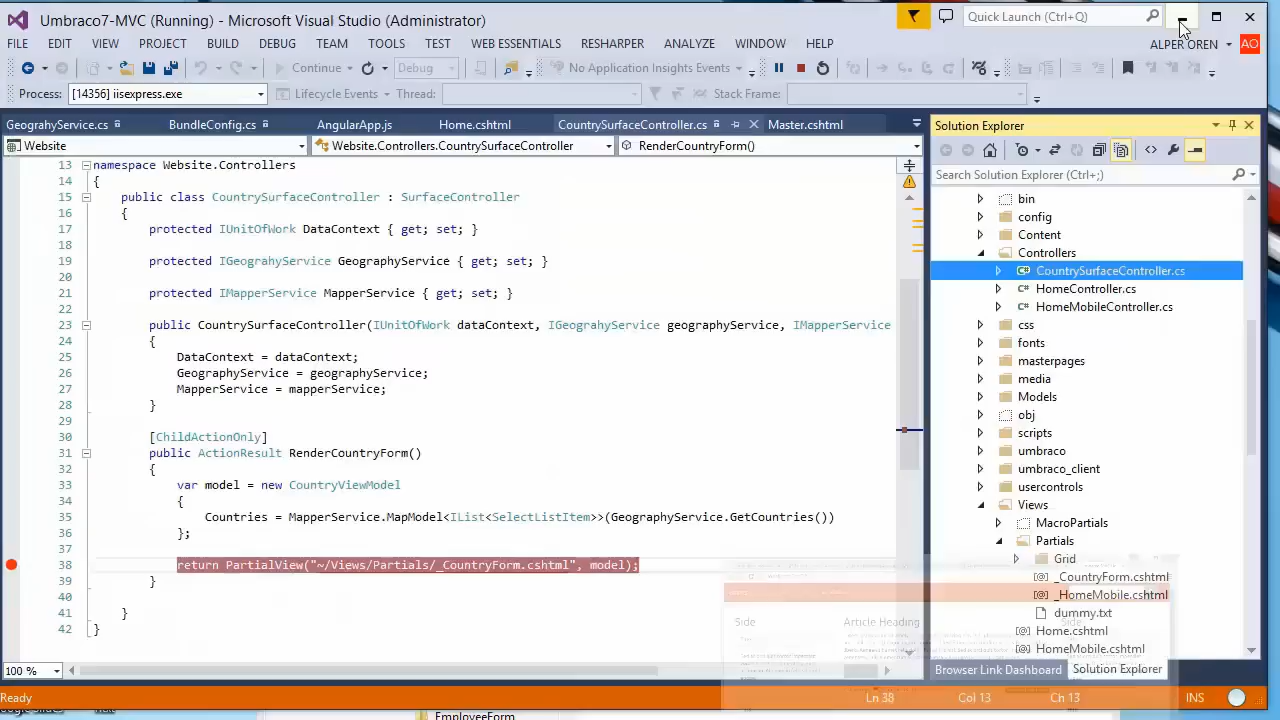 Umbraco7-MVC (Running) - Microsoft Visual Studio (Administrator)
Quick Launch (Ctrl+Q)
FILE EDIT VIEW PROJECT BUILD DEBUG TEAM TOOLS TEST WEB ESSENTIALS RESHARPER ANALYZE WINDOW HELP
ALPER OREN AO
Continue Debug No Application Insights Events
Process: [14356] iisexpress.exe Lifecycle Events Thread: Stack Frame:
GeograhyService.cs BundleConfig.cs AngularApp.js Home.cshtml CountrySurfaceController.cs Master.cshtml
Website Website.Controllers.CountrySurfaceController RenderCountryForm()
13 namespace Website.Controllers
14 {
15 public class CountrySurfaceController : SurfaceController
16 {
17 protected IUnitOfWork DataContext { get; set; }
18
19 protected IGeograhyService GeographyService { get; set; }
20
21 protected IMapperService MapperService { get; set; }
22
23 public CountrySurfaceController(IUnitOfWork dataContext, IGeograhyService geographyService, IMapperService
24 {
25 DataContext = dataContext;
26 GeographyService = geographyService;
27 MapperService = mapperService;
28 }
29
30 [ChildActionOnly]
31 public ActionResult RenderCountryForm()
32 {
33 var model = new CountryViewModel
34 {
35 Countries = MapperService.MapModel<IList<SelectListItem>>(GeographyService.GetCountries())
36 };
37
38 return PartialView("~/Views/Partials/_CountryForm.cshtml", model);
39 }
40
41 }
42 }
100 %
Side Article Heading
Solution Explorer
Search Solution Explorer (Ctrl+;)
bin
config
Content
Controllers
CountrySurfaceController.cs
HomeController.cs
HomeMobileController.cs
css
fonts
masterpages
media
Models
obj
scripts
umbraco
umbraco_client
usercontrols
Views
MacroPartials
Partials
Grid
_CountryForm.cshtml
_HomeMobile.cshtml
dummy.txt
Home.cshtml
HomeMobile.cshtml
Browser Link Dashboard Solution Explorer
Ready Ln 38 Col 13 Ch 13 INS
EmployeeForm